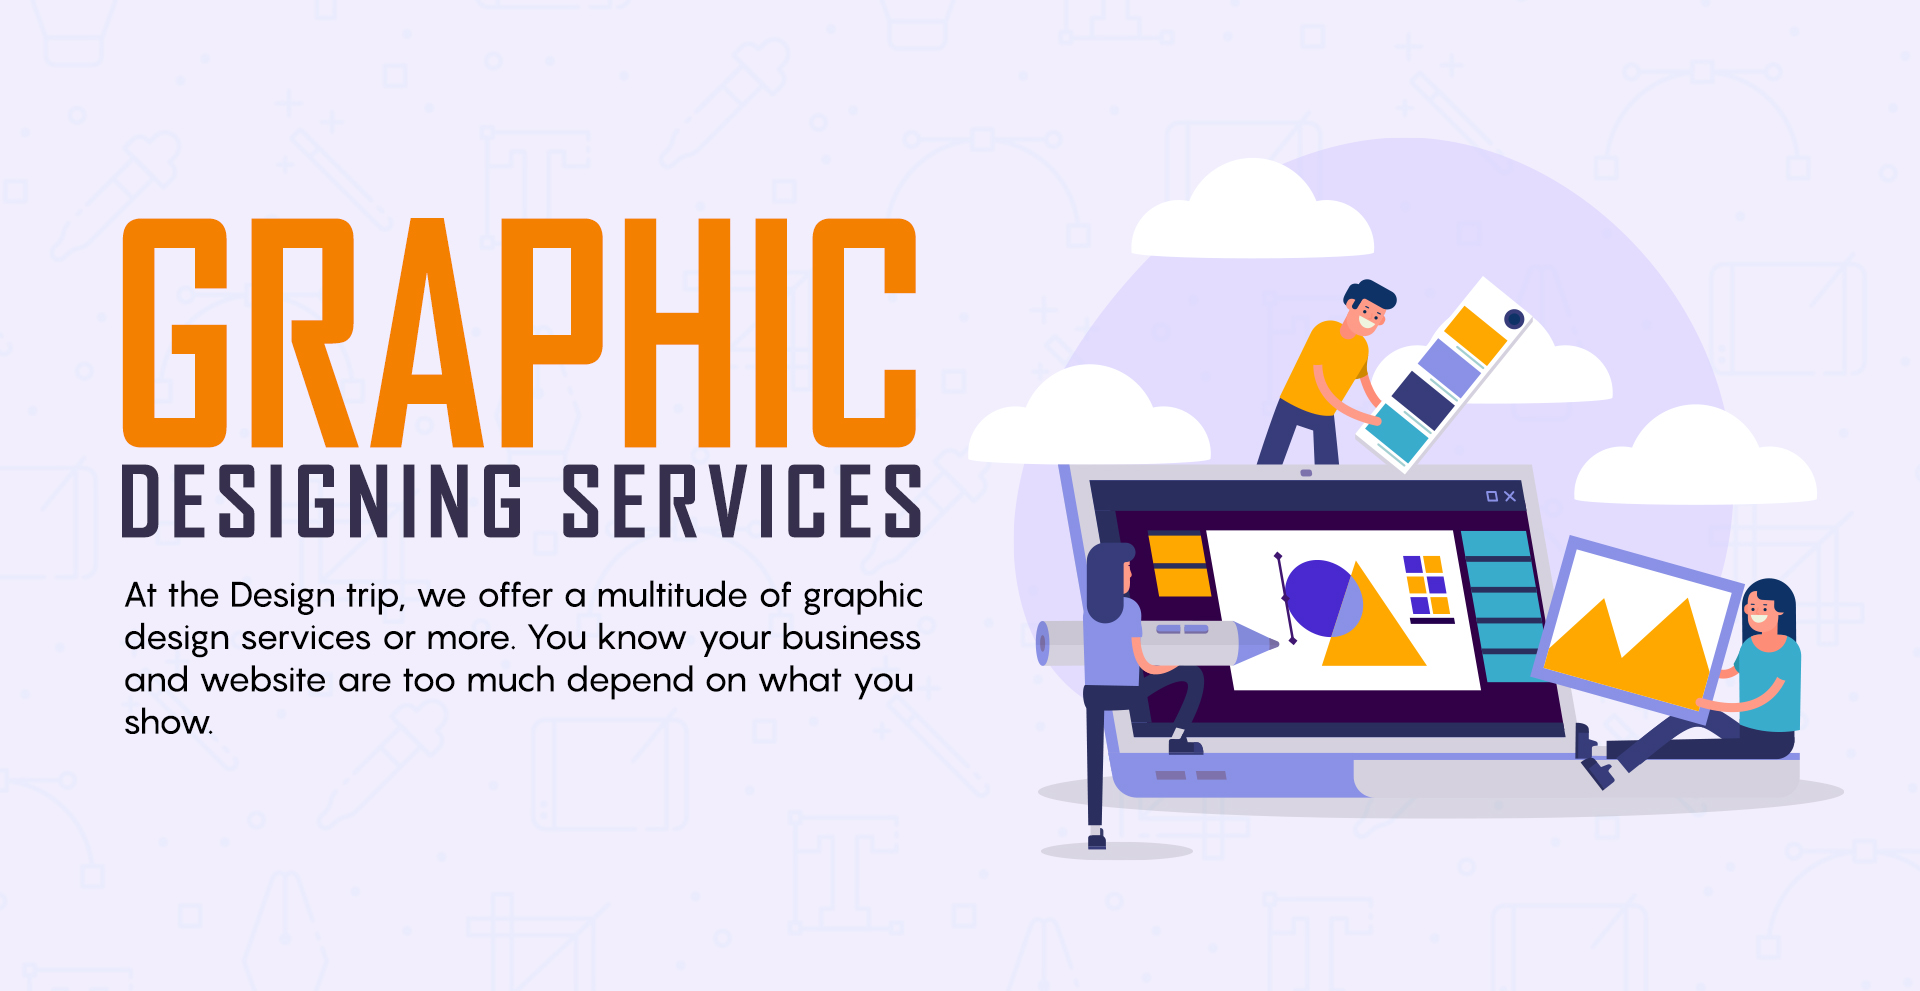 GRAPHIC
DESIGNING SERVICES
At the Design trip, we offer a multitude of graphic
design services or more. You know your business
and website are too much depend on what you
show.